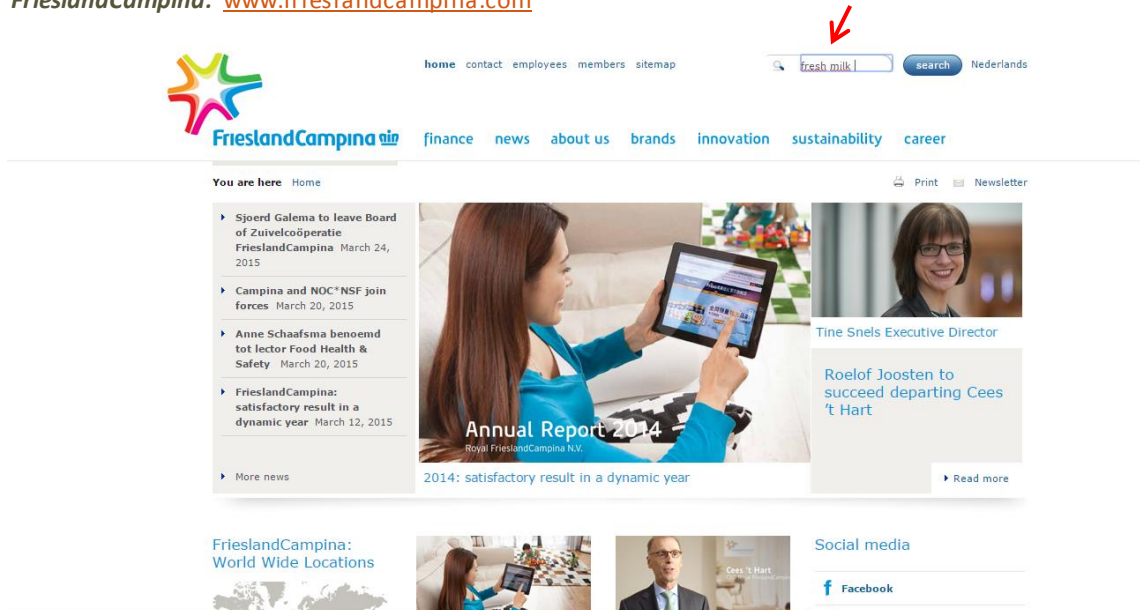 FrieslandCampina: www.frieslandcampina.com
home contact employees members sitemap
fresh milk
search
Nederlands
FrieslandCampina
finance news about us brands innovation sustainability career
You are here Home
Print
Newsletter
Sjoerd Galema to leave Board
of Zuivelcoöperatie
FrieslandCampina March 24,
2015
Campina and NOC*NSF join
forces March 20, 2015
Anne Schaafsma benoemd
tot lector Food Health &
Safety March 20, 2015
FrieslandCampina:
satisfactory result in a
dynamic year March 12, 2015
More news
Annual Report 2014
Royal FrieslandCampina N.V.
2014: satisfactory result in a dynamic year
Tine Snels Executive Director
Roelof Joosten to
succeed departing Cees
't Hart
Read more
FrieslandCampina:
World Wide Locations
Cees 't Hart
Social media
Facebook